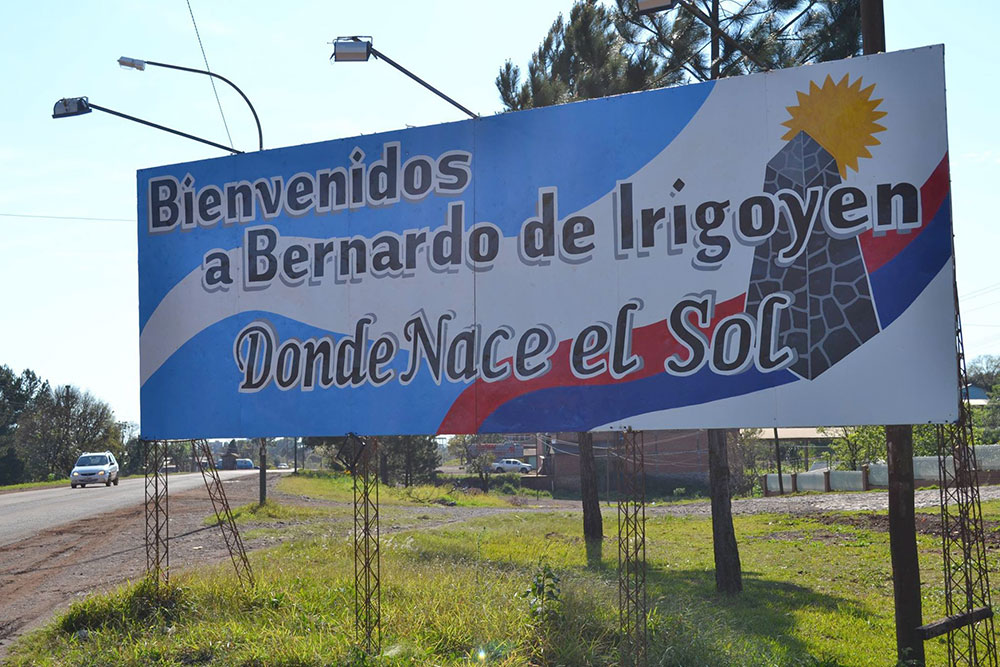 Bienvenidos
a Bernardo de Irigoyen
Donde Nace el Sol